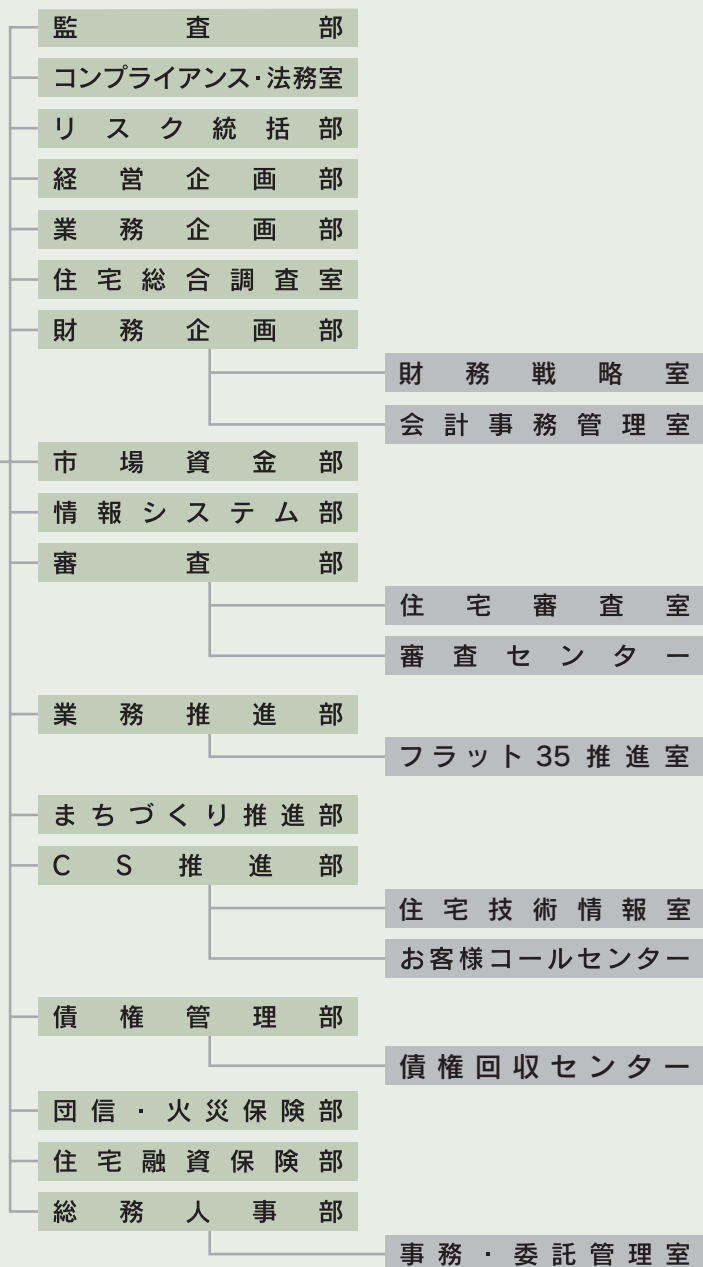 監査部
コンプライアンス・法務室
リスク統括部
経営企画部
業務企画部
住宅総合調査室
財務企画部
財務戦略室
会計事務管理室
市場資金部
情報システム部
審査部
住宅審査室
審査センター
業務推進部
フラット35推進室
まちづくり推進部
CS推進部
住宅技術情報室
お客様コールセンター
債権管理部
債権回収センター
団信・火災保険部
住宅融資保険部
総務人事部
事務・委託管理室